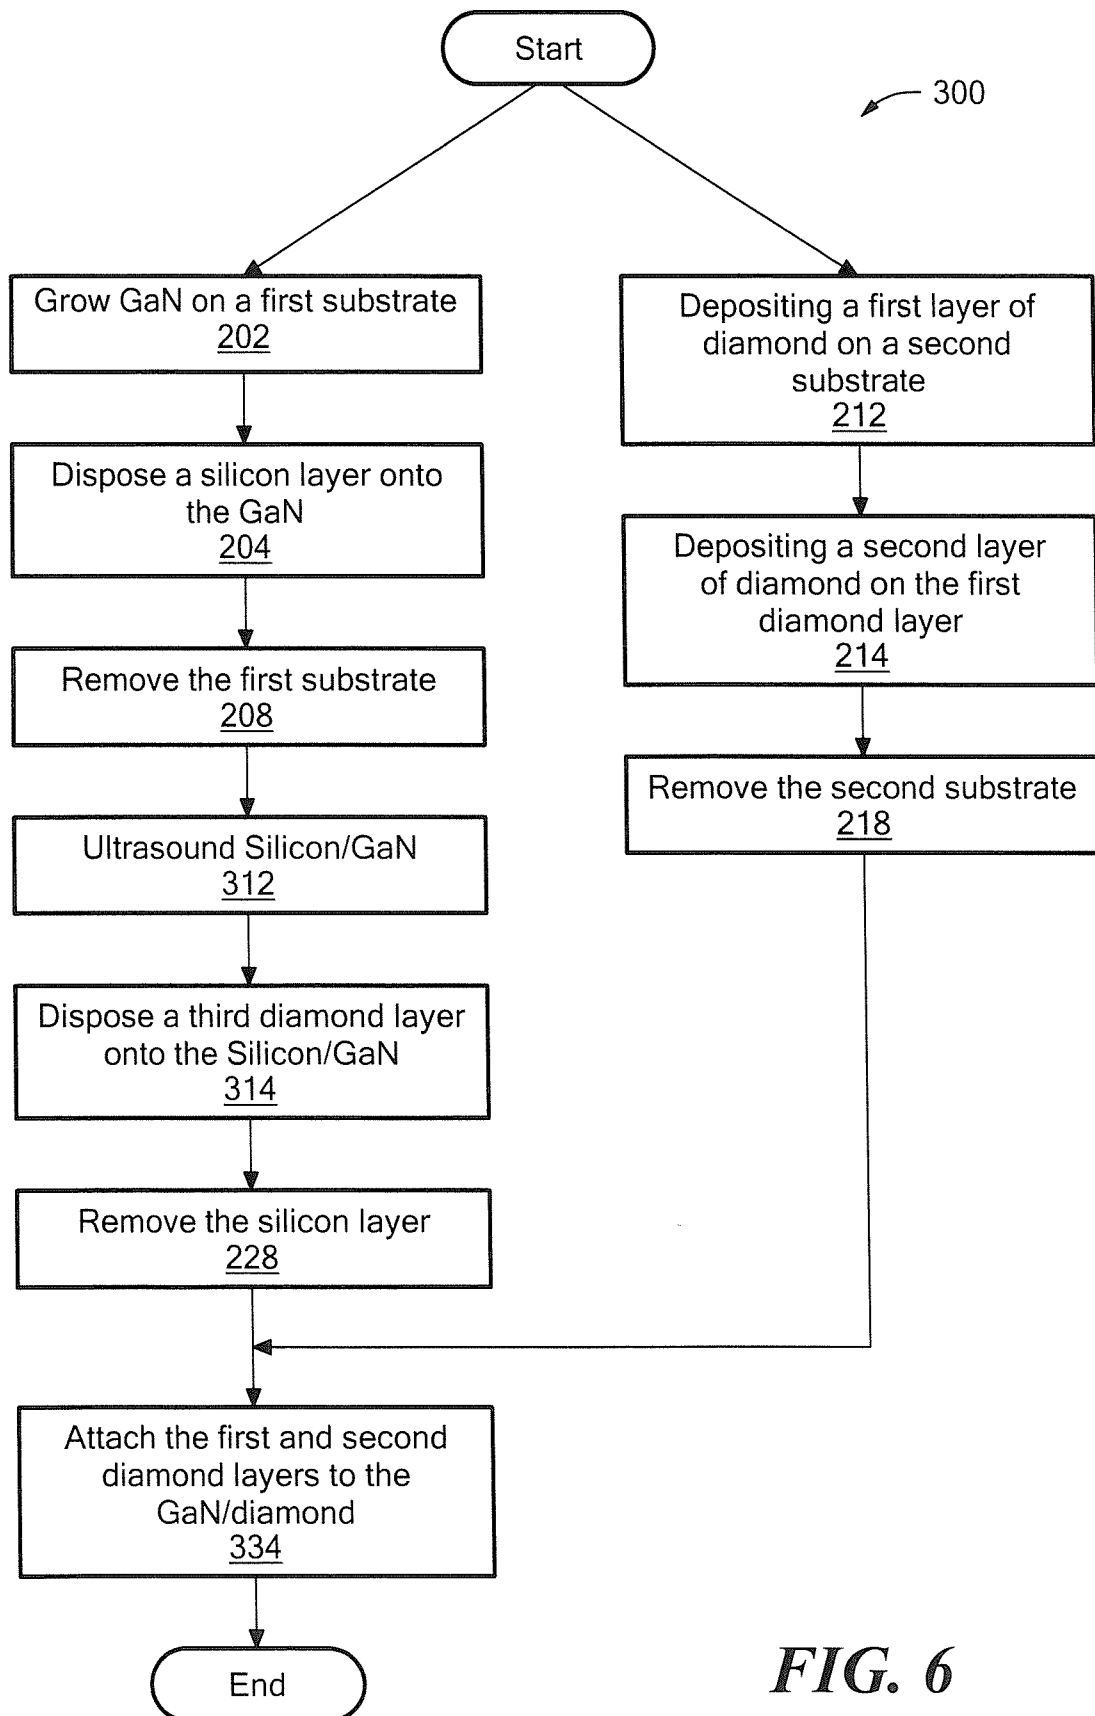 Start
300
Grow GaN on a first substrate
202
Dispose a silicon layer onto
the GaN
204
Remove the first substrate
208
Ultrasound Silicon/GaN
312
Dispose a third diamond layer
onto the Silicon/GaN
314
Remove the silicon layer
228
Depositing a first layer of
diamond on a second
substrate
212
Depositing a second layer
of diamond on the first
diamond layer
214
Remove the second substrate
218
Attach the first and second
diamond layers to the
GaN/diamond
334
End
FIG. 6